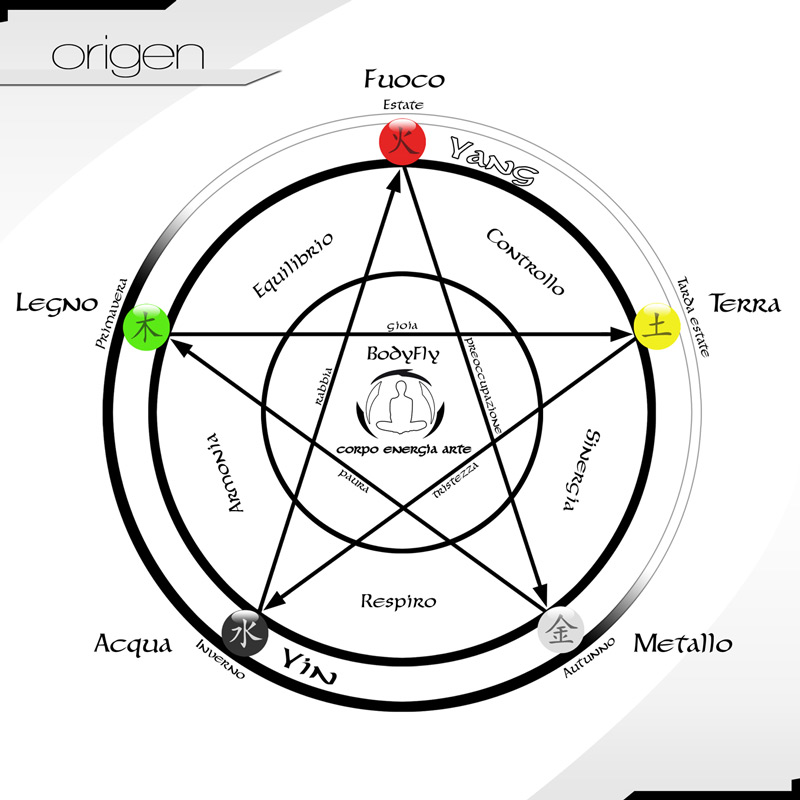 origen
Fuoco
Estate
火
Yang
Equilibrio
Controllo
Legno
Primavera
木
Terra
Tarda estate
土
gioia
BodyFly
rabbia
preoccupazione
corpo energia arte
Armonia
Sinergia
paura
tristezza
Respiro
Acqua
Inverno
水
Yin
金
Autunno
Metallo